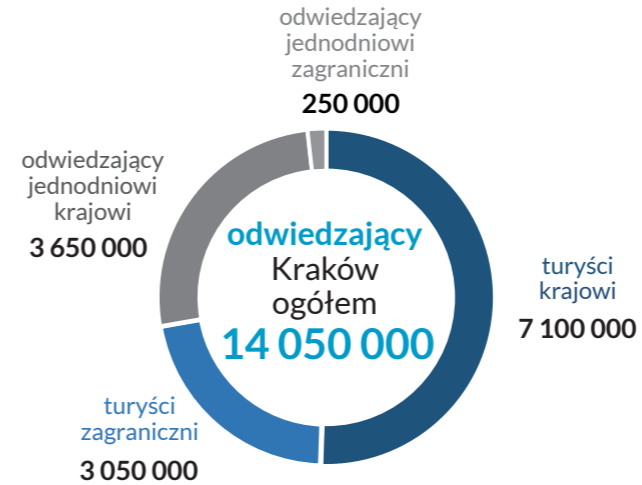 odwiedzający
jednodniowi
zagraniczni
250 000
odwiedzający
jednodniowi
krajowi
3 650 000
odwiedzający
Kraków
ogółem
14 050 000
turyści
krajowi
7 100 000
turyści
zagraniczni
3 050 000